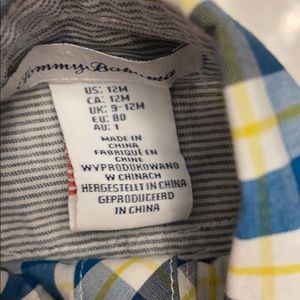 Tommy Bahama
US: 12M
CA: 12M
UK: 9-12M
EU: 80
AU: 1
MADE IN
CHINA
FABRIQUÉ EN
CHINE
WYPRODUKOWANO
W CHINACH
HERGESTELLT IN CHINA
GEPRODUCEERD
IN CHINA